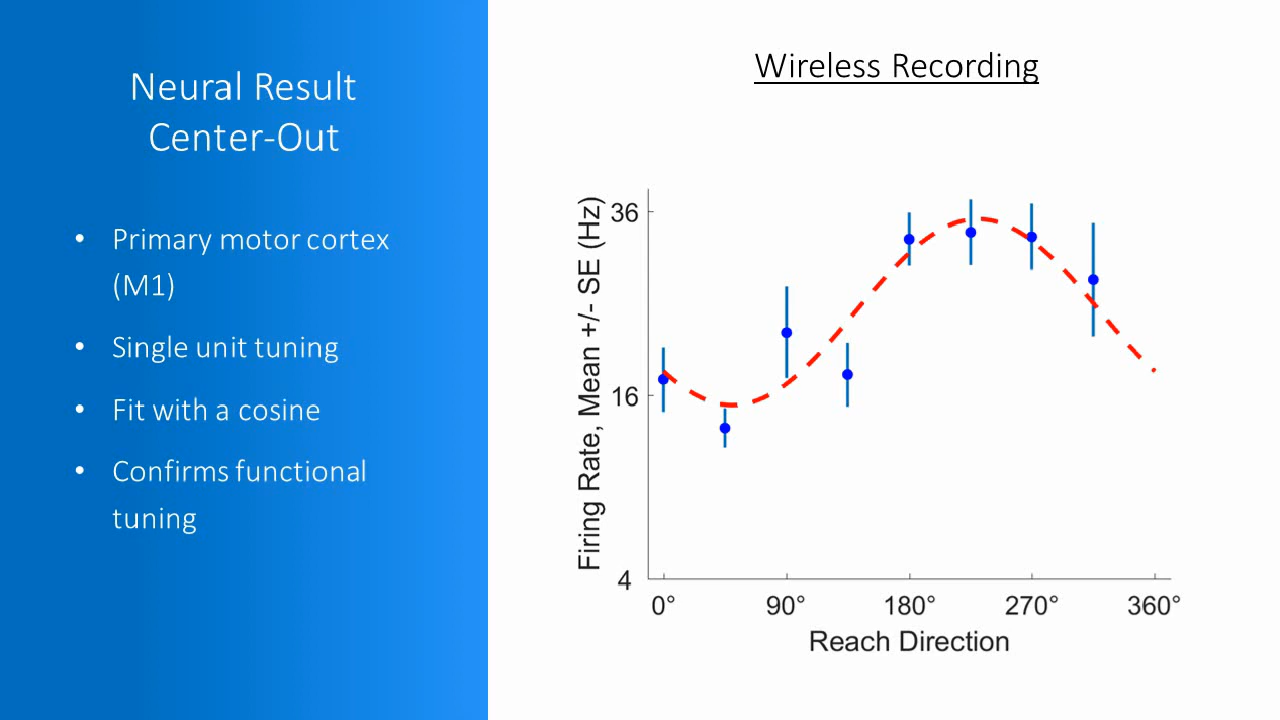 Neural Result
Center-Out
• Primary motor cortex
(M1)
• Single unit tuning
• Fit with a cosine
• Confirms functional
tuning
Wireless Recording
Firing Rate, Mean +/- SE (Hz)
36
16
4
0° 90° 180° 270° 360°
Reach Direction